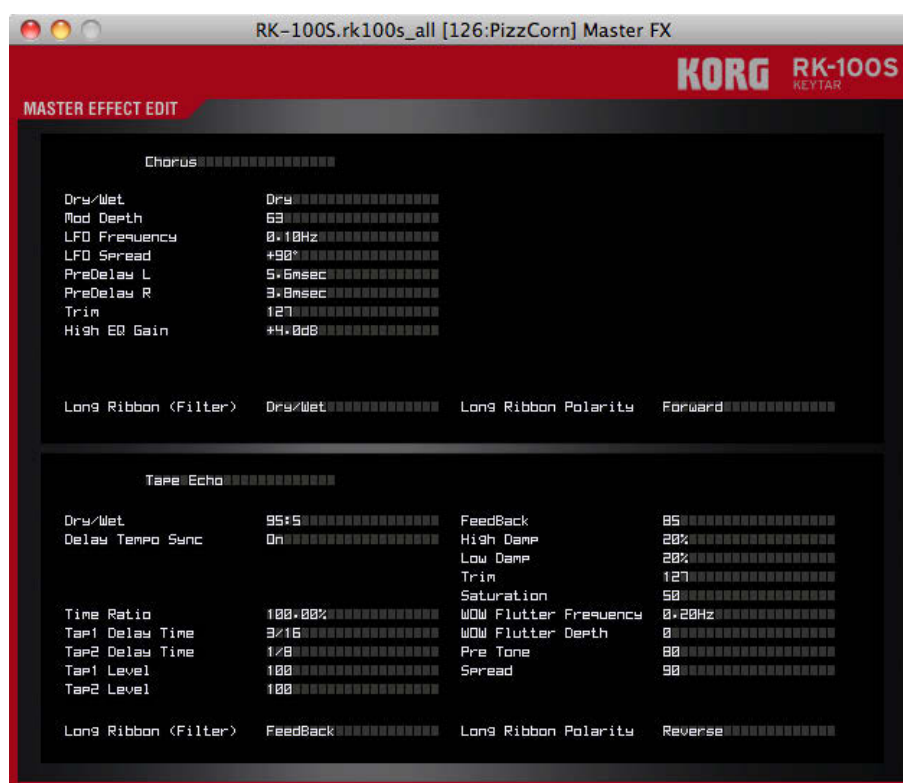 RK-100S.rk100s_all [126:PizzCorn] Master FX
KORG RK-100S
KEYTAR
MASTER EFFECT EDIT
Chorus
Dry/Wet Dry
Mod Depth 63
LFO Frequency 0.10Hz
LFO Spread +90°
PreDelay L 5.6msec
PreDelay R 3.8msec
Trim 127
High EQ Gain +4.0dB
Long Ribbon (Filter) Dry/Wet Long Ribbon Polarity Forward
Tape Echo
Dry/Wet 95:5 FeedBack 85
Delay Tempo Sync On High Damp 20%
Low Damp 20%
Trim 127
Saturation 50
Time Ratio 100.00% WOW Flutter Frequency 0.20Hz
Tap1 Delay Time 3/16 WOW Flutter Depth 0
Tap2 Delay Time 1/8 Pre Tone 80
Tap1 Level 100 Spread 90
Tap2 Level 100
Long Ribbon (Filter) FeedBack Long Ribbon Polarity Reverse